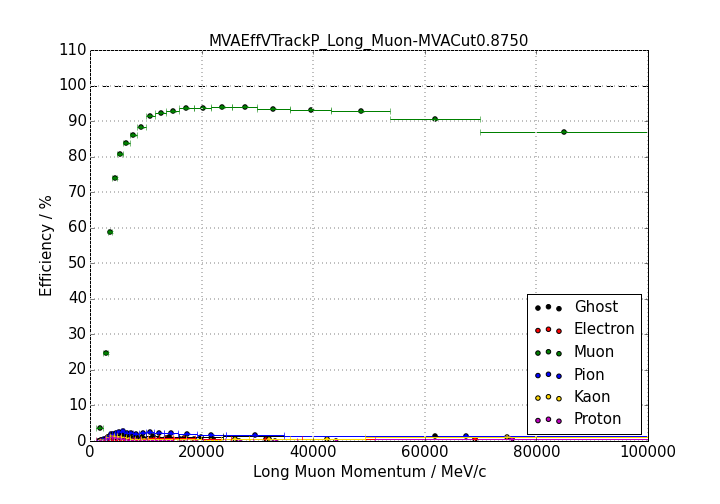 MVAEffVTrackP_Long_Muon-MVACut0.8750
110
100
90
80
70
60
50
40
30
20
10
0
Efficiency / %
0 20000 40000 60000 80000 100000
Long Muon Momentum / MeV/c
Ghost
Electron
Muon
Pion
Kaon
Proton